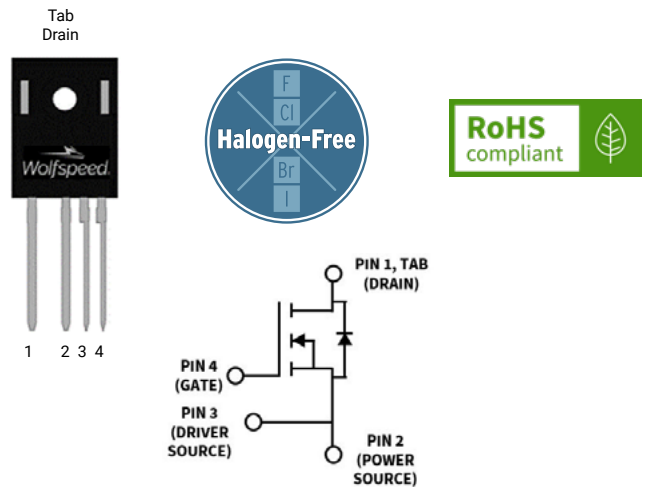 Tab
Drain
Wolfspeed.
1 2 3 4
F
Cl
Halogen-Free
Br
I
RoHS
compliant
PIN 1, TAB
(DRAIN)
PIN 4
(GATE)
PIN 3
(DRIVER
SOURCE)
PIN 2
(POWER
SOURCE)